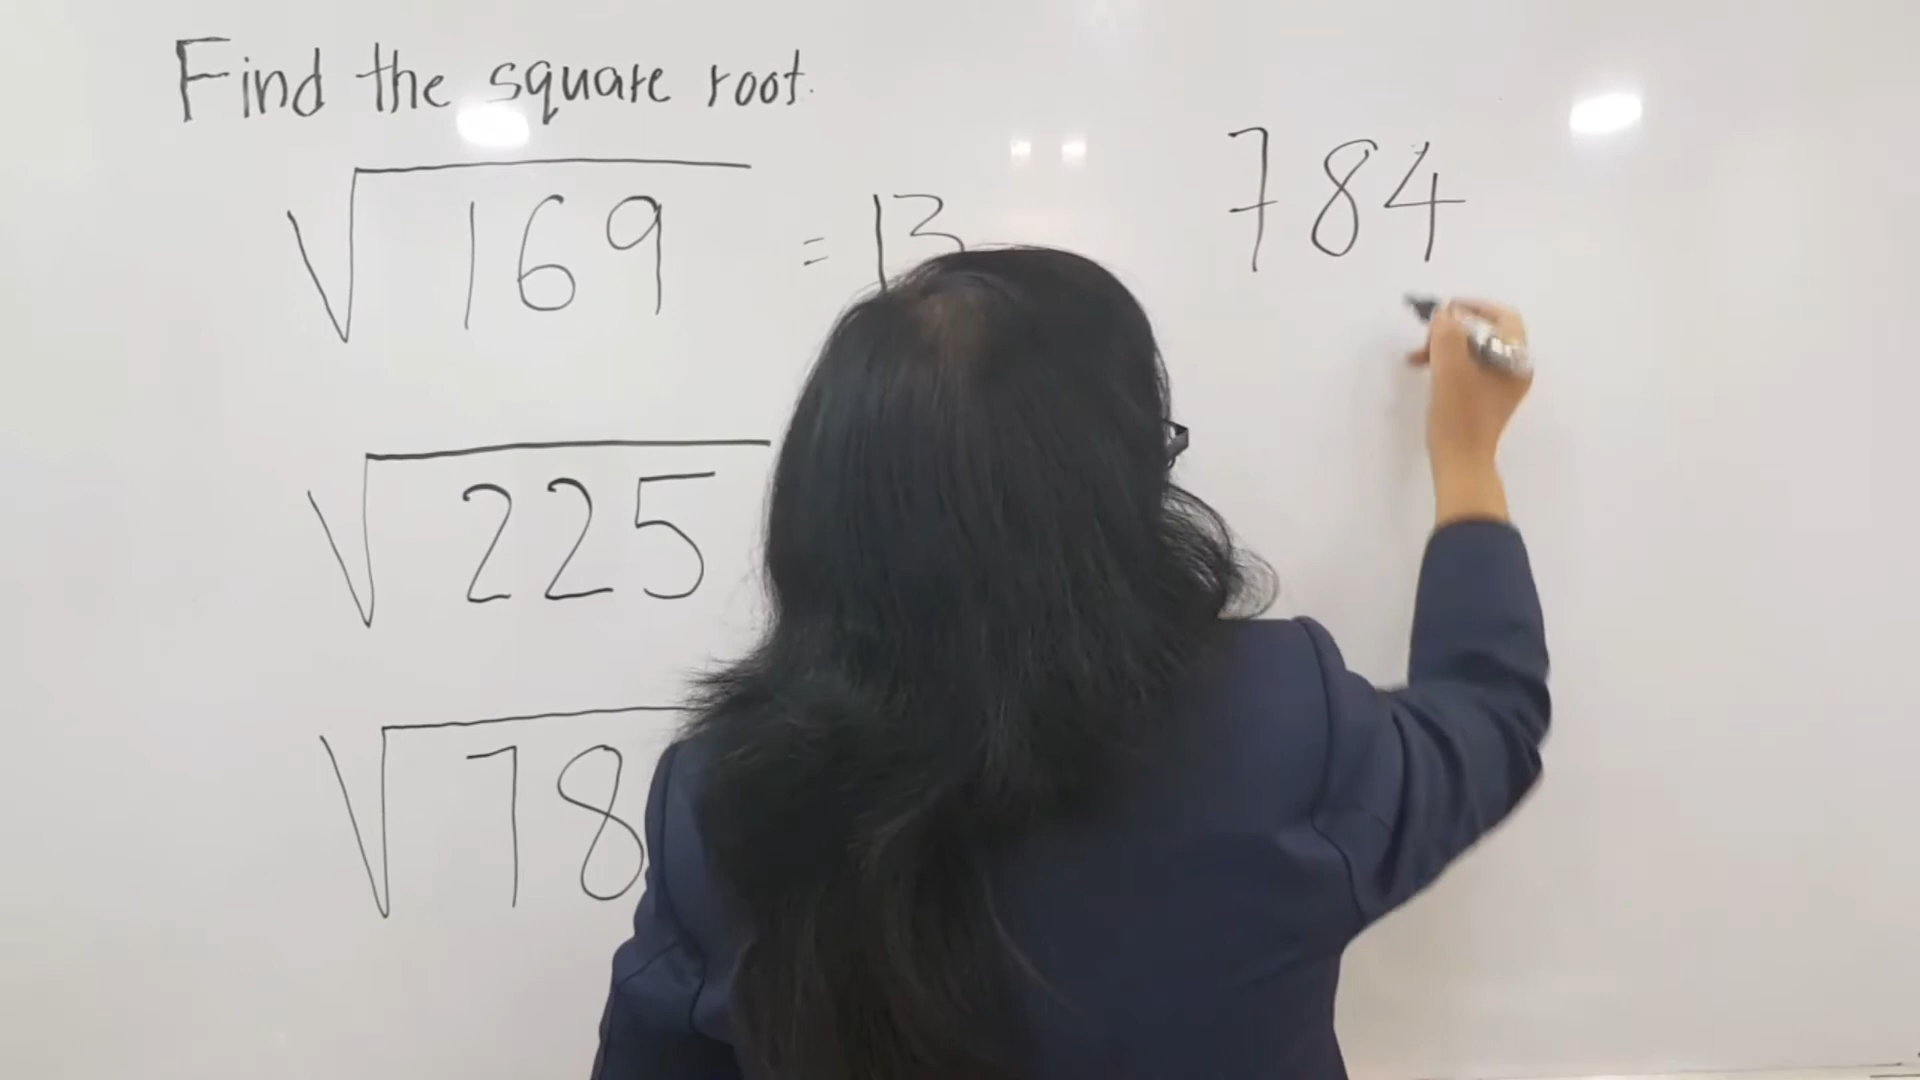 Find the square root.
√169 = 13
784
√225
√78